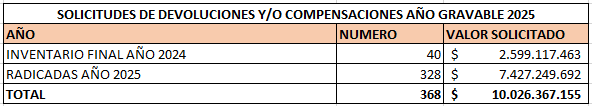 SOLICITUDES DE DEVOLUCIONES Y/O COMPENSACIONES AÑO GRAVABLE 2025
AÑO NUMERO VALOR SOLICITADO
INVENTARIO FINAL AÑO 2024 40 $ 2.599.117.463
RADICADAS AÑO 2025 328 $ 7.427.249.692
TOTAL 368 $ 10.026.367.155